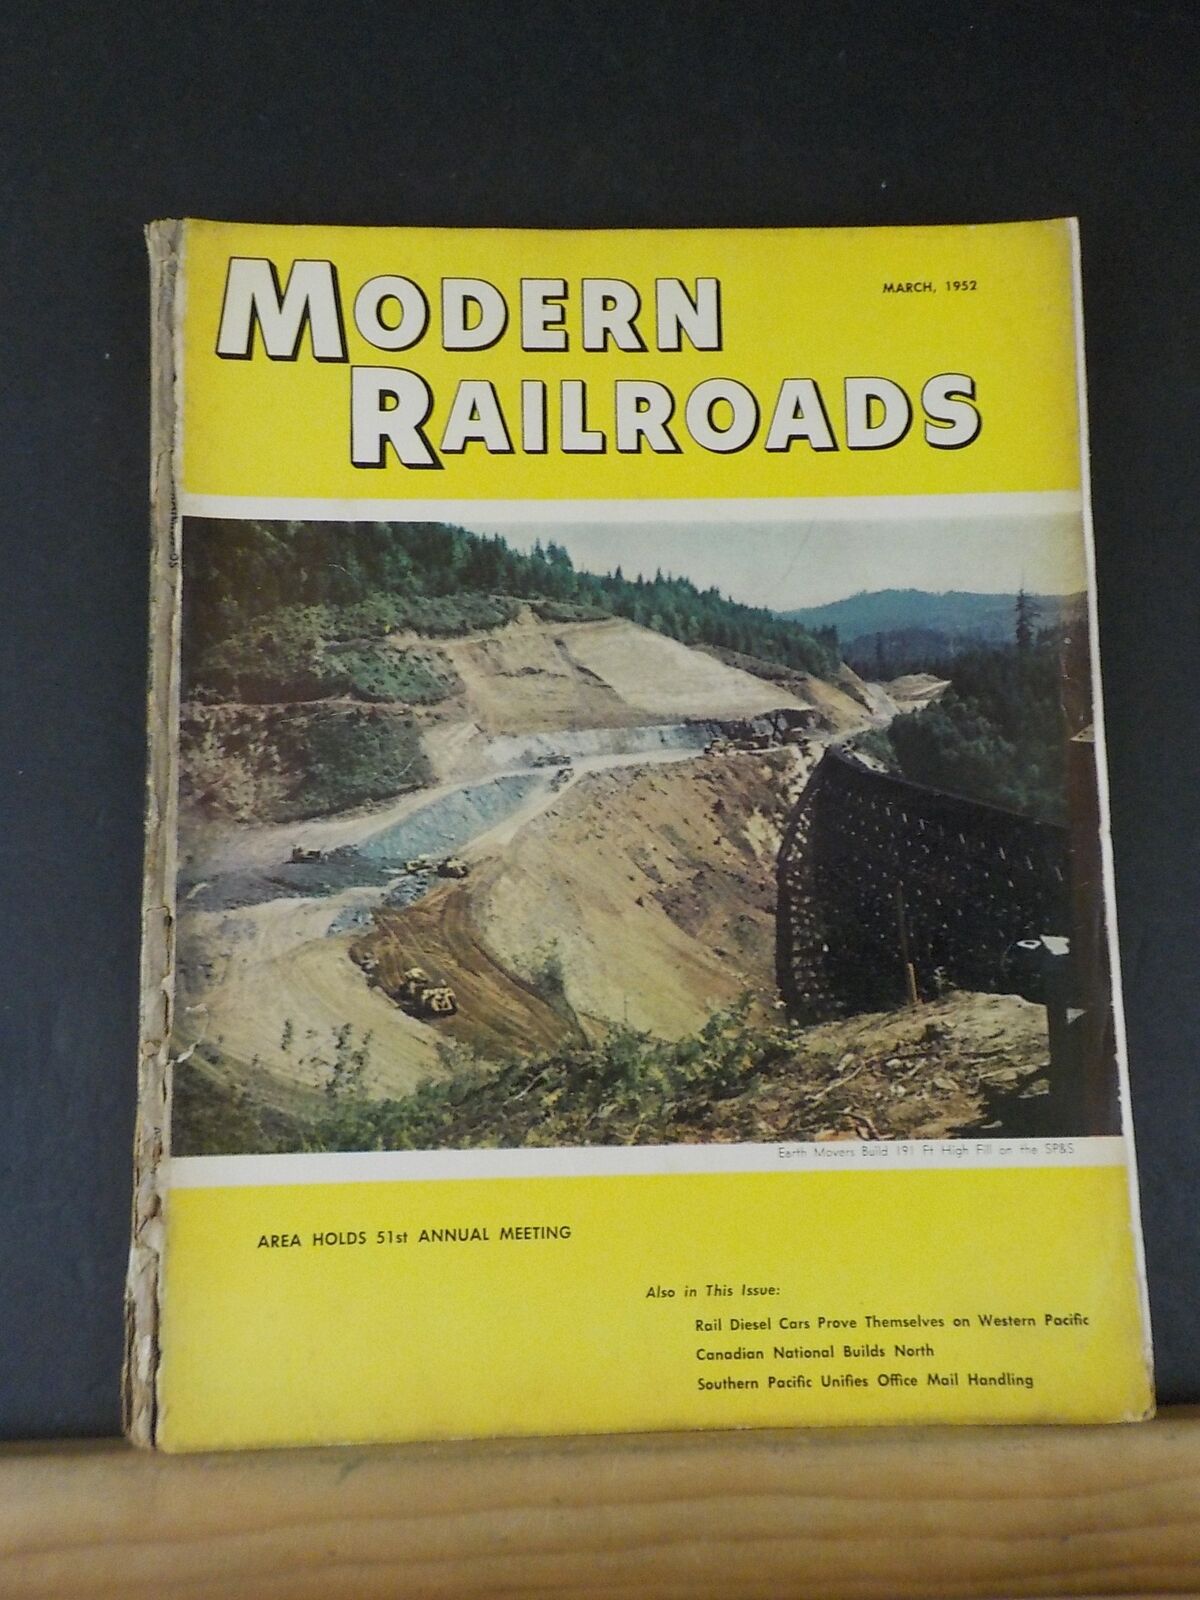 MODERN
RAILROADS
MARCH, 1952
Earth Movers Build 191 Ft High Fill on the SP&S
AREA HOLDS 51st ANNUAL MEETING
Also in This Issue:
Rail Diesel Cars Prove Themselves on Western Pacific
Canadian National Builds North
Southern Pacific Unifies Office Mail Handling